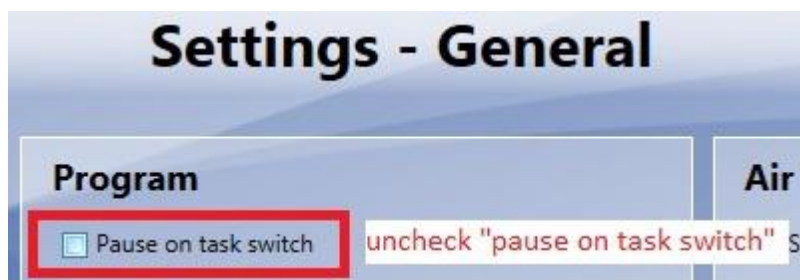 Settings - General
Program
Air
Pause on task switch
uncheck "pause on task switch"
S